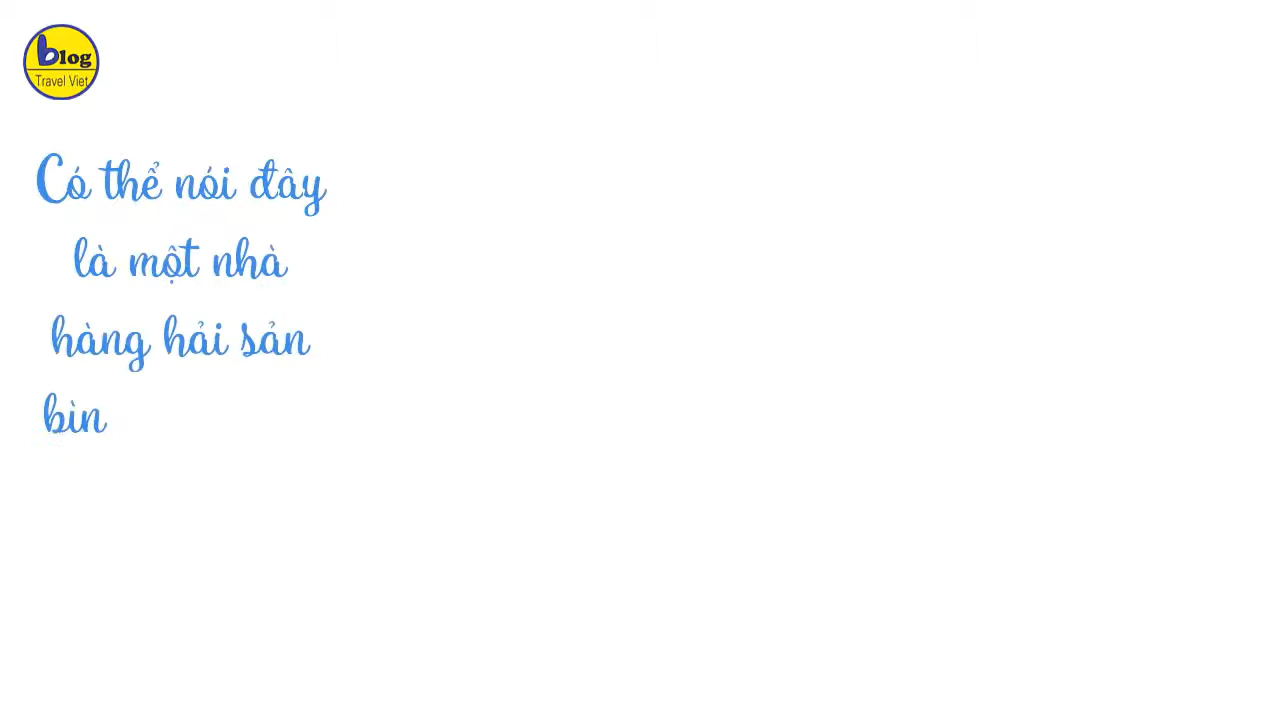 blog
Travel Viet
Có thể nói đây
là một nhà
hàng hải sản
bìn